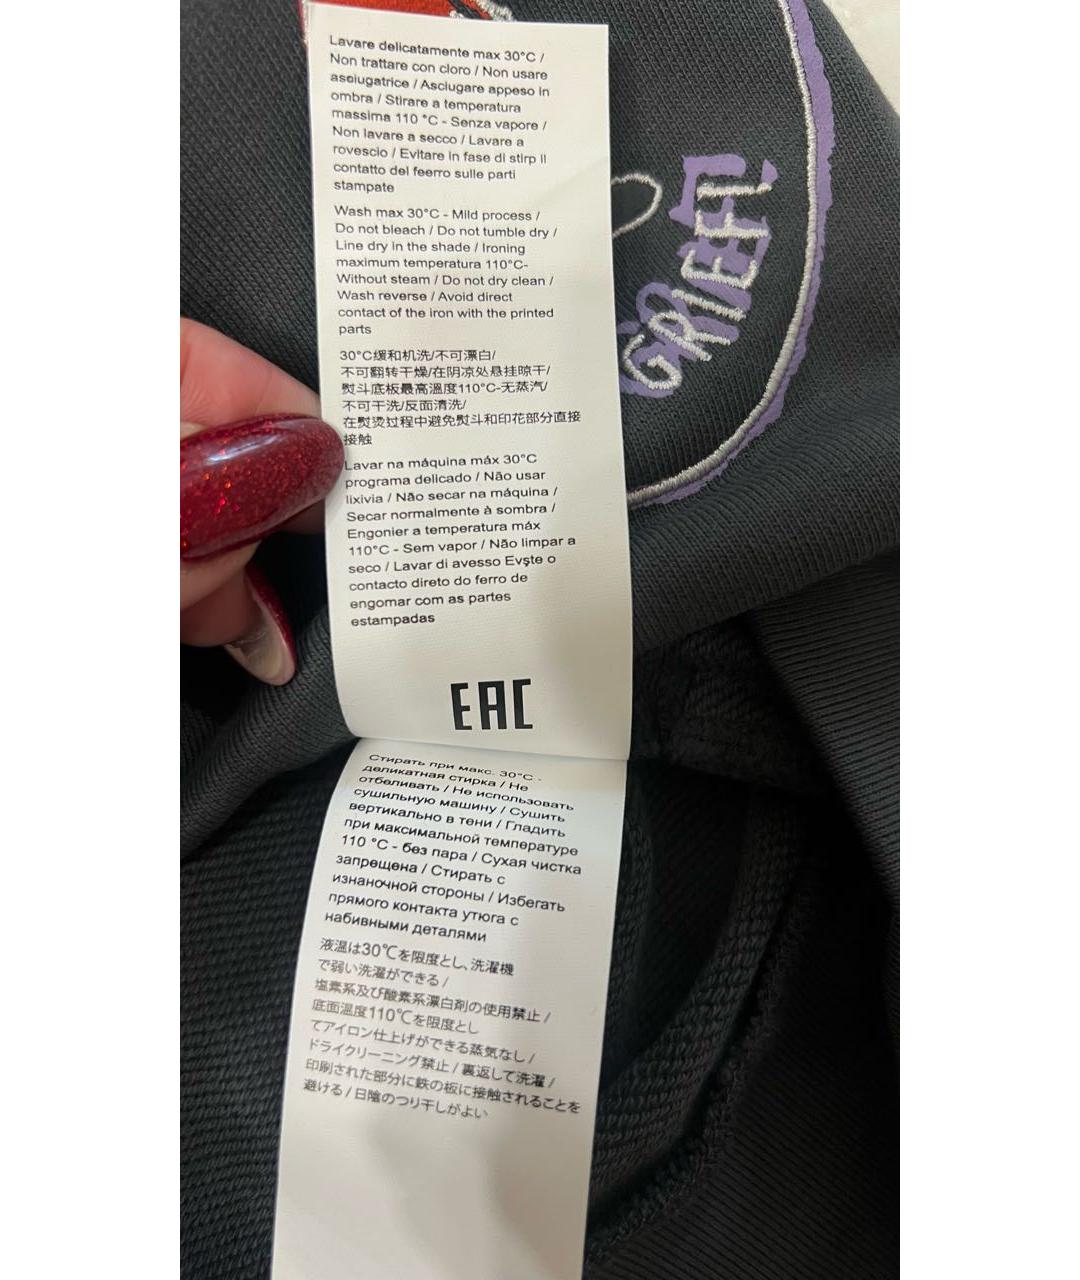 Lavare delicatamente max 30°C /
Non trattare con cloro / Non usare
asciugatrice / Asciugare appeso in
ombra / Stirare a temperatura
massima 110 °C - Senza vapore /
Non lavare a secco / Lavare a
rovescio / Evitare in fase di stirp il
contatto del feerro sulle parti
stampate
Wash max 30°C - Mild process /
Do not bleach / Do not tumble dry /
Line dry in the shade / Ironing
maximum temperature 110°C-
Without steam / Do not dry clean /
Wash reverse / Avoid direct
contact of the iron with the printed
parts
30°C缓和机洗/不可漂白/
不可翻转干燥/在阴凉处悬挂晾干/
熨斗底板最高溫度110°C-无蒸汽/
不可干洗/反面清洗/
在熨烫过程中避免熨斗和印花部分直接
接触
Lavar na máquina máx 30°C
programa delicado / Não usar
lixivia / Não secar na máquina /
Secar normalmente à sombra /
Engonier a temperatura máx
110°C - Sem vapor / Não limpar a
seco / Lavar di avesso Evşte o
contacto direto do ferro de
engomar com as partes
estampadas
EAC
Стирать при макс. 30°C -
деликатная стирка / Не
отбеливать / Не использовать
сушильную машину / Сушить
вертикально в тени / Гладить
при максимальной температуре
110 °C - без пара / Сухая чистка
запрещена / Стирать с
изнаночной стороны / Избегать
прямого контакта утюга с
набивными деталями
液温は30℃を限度とし、洗濯機
で弱い洗濯ができる /
塩素系及び酸素系漂白剤の使用禁止 /
底面温度110℃を限度とし
てアイロン仕上げができる蒸気なし /
ドライクリーニング禁止 / 裏返して洗濯 /
印刷された部分に鉄の板に接触されることを
避ける / 日陰のつり干しがよい
GRIEFI!